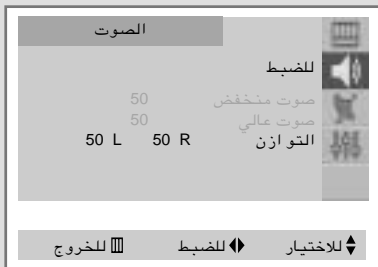 الصوت
للضبط
صوت منخفض 50
صوت عالي 50
التوازن 50 L 50 R
للاختيار للضبط للخروج